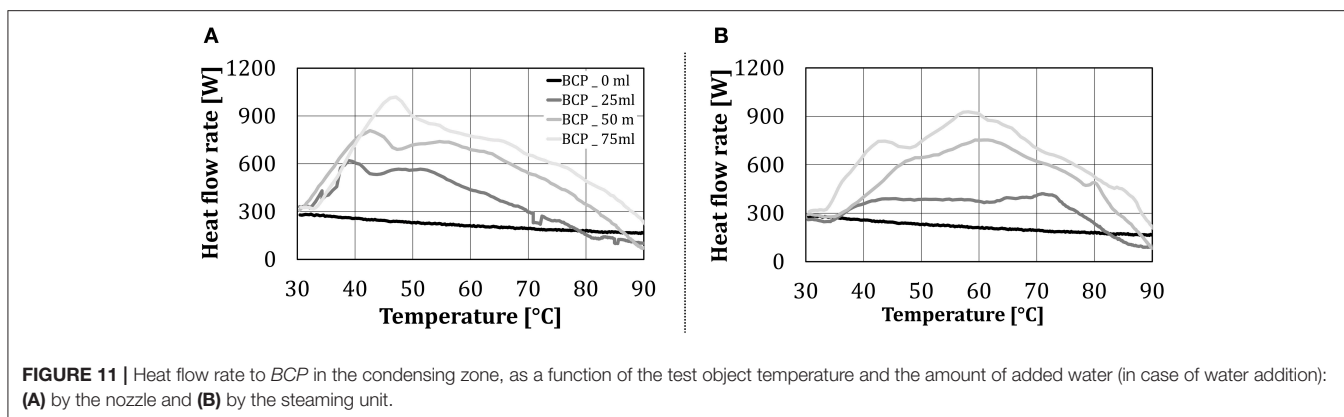 A
Heat flow rate [W]
1200
900
600
300
0
BCP _ 0 ml
BCP _ 25ml
BCP _ 50 m
BCP _ 75ml
30 40 50 60 70 80 90
Temperature [°C]
B
Heat flow rate [W]
1200
900
600
300
0
30 40 50 60 70 80 90
Temperature [°C]
FIGURE 11 | Heat flow rate to BCP in the condensing zone, as a function of the test object temperature and the amount of added water (in case of water addition):
(A) by the nozzle and (B) by the steaming unit.